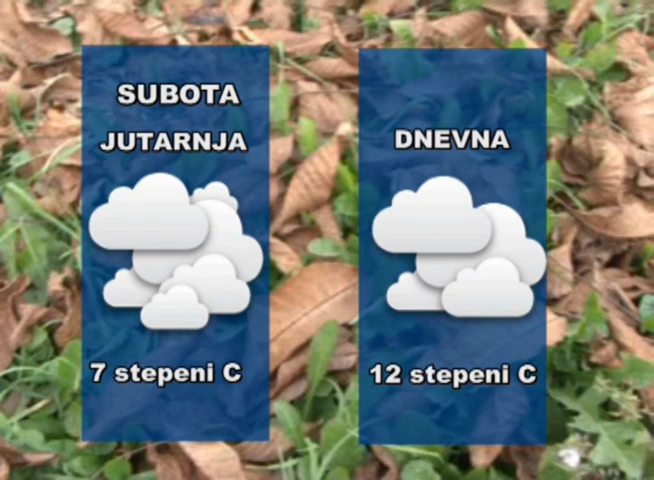 SUBOTA
JUTARNJA
7 stepeni C
DNEVNA
12 stepeni C